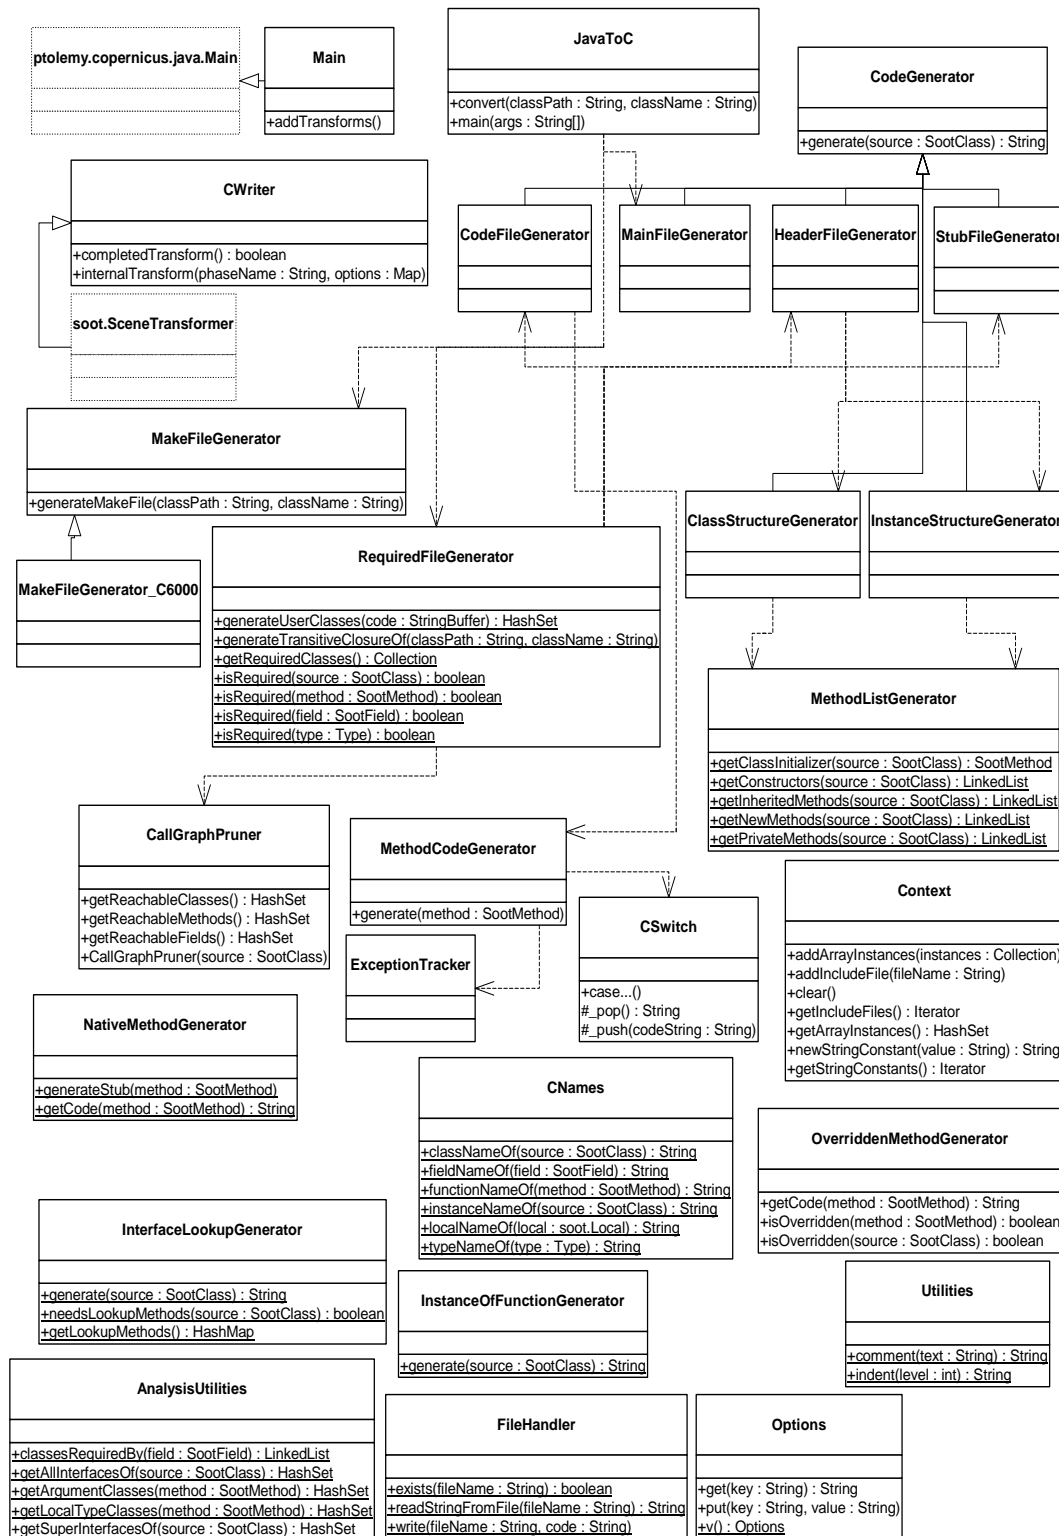 ptolemy.copernicus.java.Main
Main
+addTransforms()
JavaToC
+convert(classPath : String, className : String)
+main(args : String[])
CodeGenerator
+generate(source : SootClass) : String
CWriter
+completedTransform() : boolean
+internalTransform(phaseName : String, options : Map)
CodeFileGenerator
MainFileGenerator
HeaderFileGenerator
StubFileGenerator
soot.SceneTransformer
MakeFileGenerator
+generateMakeFile(classPath : String, className : String)
ClassStructureGenerator
InstanceStructureGenerator
MakeFileGenerator_C6000
RequiredFileGenerator
+generateUserClasses(code : StringBuffer) : HashSet
+generateTransitiveClosureOf(classPath : String, className : String)
+getRequiredClasses() : Collection
+isRequired(source : SootClass) : boolean
+isRequired(method : SootMethod) : boolean
+isRequired(field : SootField) : boolean
+isRequired(type : Type) : boolean
MethodListGenerator
+getClassInitializer(source : SootClass) : SootMethod
+getConstructors(source : SootClass) : LinkedList
+getInheritedMethods(source : SootClass) : LinkedList
+getNewMethods(source : SootClass) : LinkedList
+getPrivateMethods(source : SootClass) : LinkedList
CallGraphPruner
+getReachableClasses() : HashSet
+getReachableMethods() : HashSet
+getReachableFields() : HashSet
+CallGraphPruner(source : SootClass)
MethodCodeGenerator
+generate(method : SootMethod)
CSwitch
+case...()
#_pop() : String
#_push(codeString : String)
Context
+addArrayInstances(instances : Collection)
+addIncludeFile(fileName : String)
+clear()
+getIncludeFiles() : Iterator
+getArrayInstances() : HashSet
+newStringConstant(value : String) : String
+getStringConstants() : Iterator
ExceptionTracker
NativeMethodGenerator
+generateStub(method : SootMethod)
+getCode(method : SootMethod) : String
CNames
+classNameOf(source : SootClass) : String
+fieldNameOf(field : SootField) : String
+functionNameOf(method : SootMethod) : String
+instanceNameOf(source : SootClass) : String
+localNameOf(local : soot.Local) : String
+typeNameOf(type : Type) : String
OverriddenMethodGenerator
+getCode(method : SootMethod) : String
+isOverridden(method : SootMethod) : boolean
+isOverridden(source : SootClass) : boolean
InterfaceLookupGenerator
+generate(source : SootClass) : String
+needsLookupMethods(source : SootClass) : boolean
+getLookupMethods() : HashMap
InstanceOfFunctionGenerator
+generate(source : SootClass) : String
Utilities
+comment(text : String) : String
+indent(level : int) : String
AnalysisUtilities
+classesRequiredBy(field : SootField) : LinkedList
+getAllInterfacesOf(source : SootClass) : HashSet
+getArgumentClasses(method : SootMethod) : HashSet
+getLocalTypeClasses(method : SootMethod) : HashSet
+getSuperInterfacesOf(source : SootClass) : HashSet
FileHandler
+exists(fileName : String) : boolean
+readStringFromFile(fileName : String) : String
+write(fileName : String, code : String)
Options
+get(key : String) : String
+put(key : String, value : String)
+v() : Options